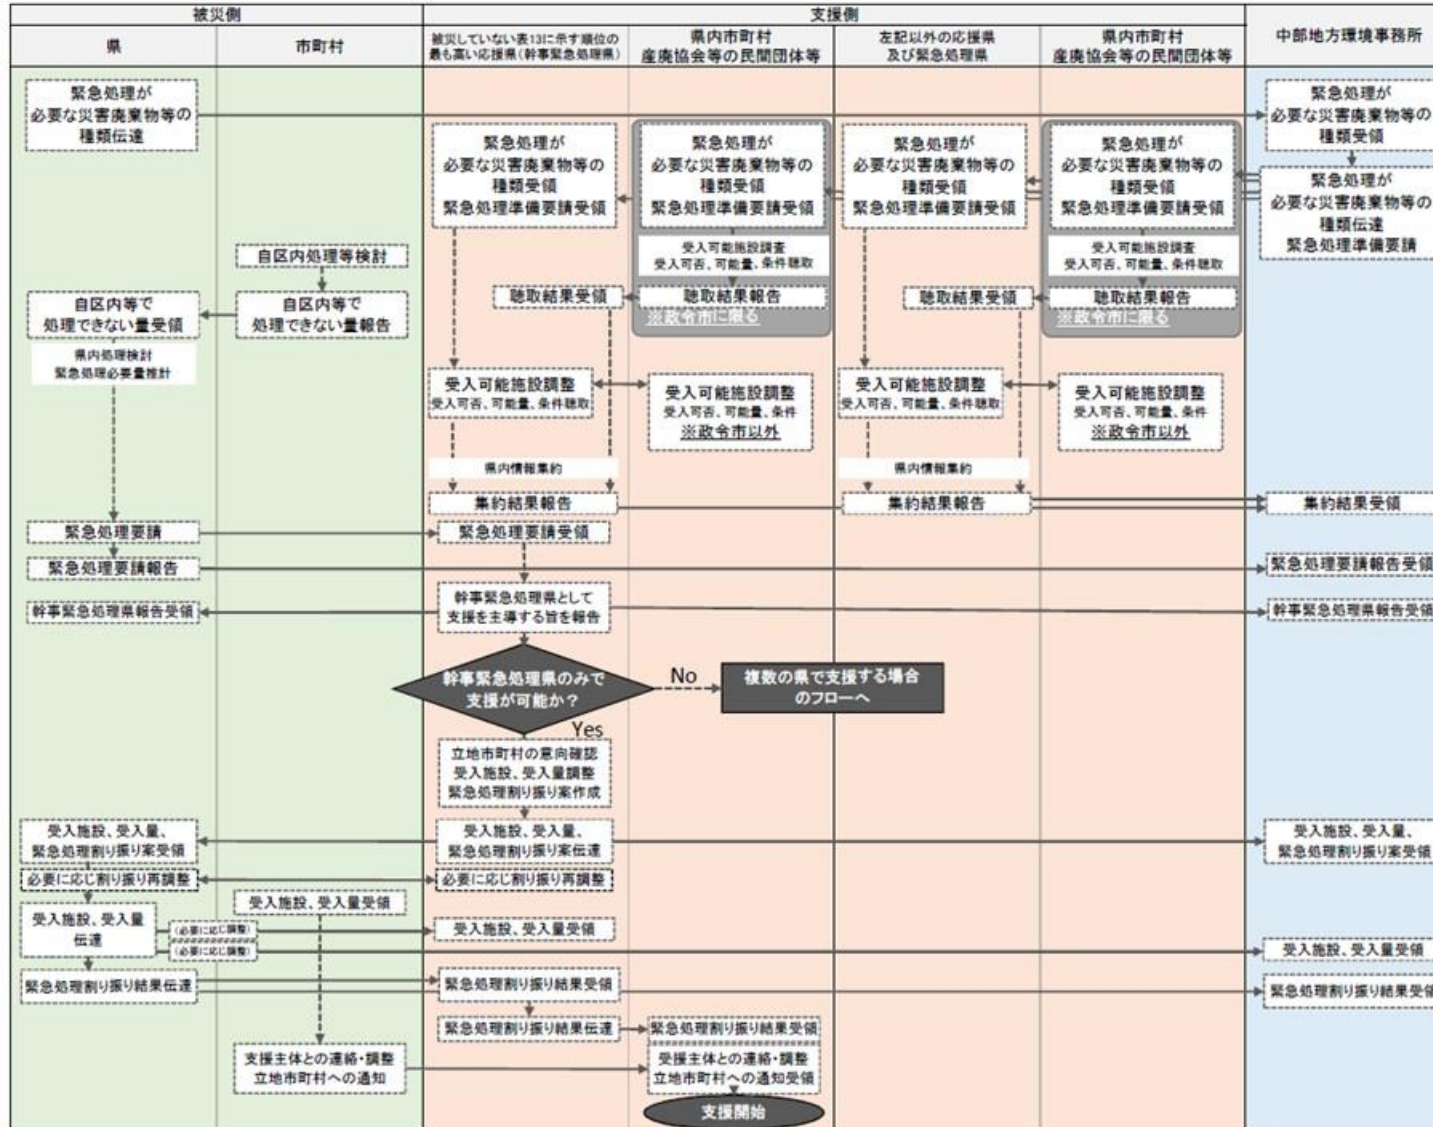 被災側
支援側
中部地方環境事務所
県
市町村
被災していない表13に示す順位の
最も高い応援県（幹事緊急処理県）
県内市町村
産廃協会等の民間団体等
左記以外の応援県
及び緊急処理県
県内市町村
産廃協会等の民間団体等
緊急処理が
必要な災害廃棄物等の
種類伝達
緊急処理が
必要な災害廃棄物等の
種類受領
緊急処理が
必要な災害廃棄物等の
種類受領
緊急処理準備要請受領
緊急処理が
必要な災害廃棄物等の
種類受領
緊急処理準備要請受領
緊急処理が
必要な災害廃棄物等の
種類受領
緊急処理準備要請受領
緊急処理が
必要な災害廃棄物等の
種類受領
緊急処理準備要請受領
緊急処理が
必要な災害廃棄物等の
種類伝達
緊急処理準備要請
自区内処理等検討
受入可能施設調査
受入可否、可能量、条件聴取
受入可能施設調査
受入可否、可能量、条件聴取
自区内等で
処理できない量受領
自区内等で
処理できない量報告
聴取結果受領
聴取結果報告
※政令市に限る
聴取結果受領
聴取結果報告
※政令市に限る
県内処理検討
緊急処理必要量推計
受入可能施設調整
受入可否、可能量、条件聴取
受入可能施設調整
受入可否、可能量、条件
※政令市以外
受入可能施設調整
受入可否、可能量、条件聴取
受入可能施設調整
受入可否、可能量、条件
※政令市以外
県内情報集約
県内情報集約
集約結果報告
集約結果報告
集約結果受領
緊急処理要請
緊急処理要請受領
緊急処理要請報告
緊急処理要請報告受領
幹事緊急処理県として
支援を主導する旨を報告
幹事緊急処理県報告受領
幹事緊急処理県報告受領
幹事緊急処理県のみで
支援が可能か？
No
複数の県で支援する場合
のフローへ
Yes
立地市町村の意向確認
受入施設、受入量調整
緊急処理割り振り案作成
受入施設、受入量、
緊急処理割り振り案受領
受入施設、受入量、
緊急処理割り振り案伝達
受入施設、受入量、
緊急処理割り振り案受領
必要に応じ割り振り再調整
必要に応じ割り振り再調整
受入施設、受入量
伝達
受入施設、受入量受領
（必要に応じ調整）
（必要に応じ調整）
受入施設、受入量受領
受入施設、受入量受領
緊急処理割り振り結果伝達
緊急処理割り振り結果受領
緊急処理割り振り結果受領
緊急処理割り振り結果伝達
緊急処理割り振り結果受領
支援主体との連絡・調整
立地市町村への通知
受援主体との連絡・調整
立地市町村への通知受領
支援開始